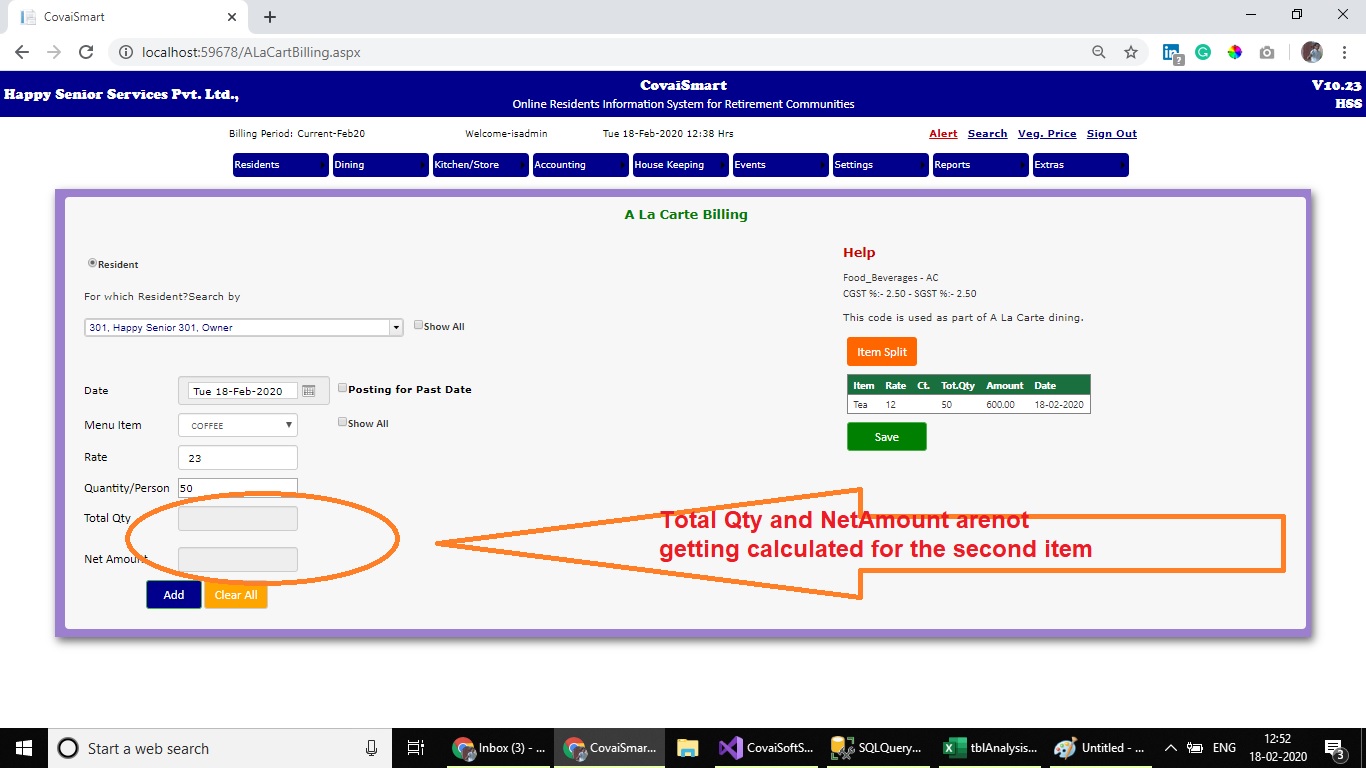 CovaiSmart
localhost:59678/ALaCartBilling.aspx
Happy Senior Services Pvt. Ltd.,
CovaiSmart
Online Residents Information System for Retirement Communities
V10.23
HSS
Billing Period: Current-Feb20 Welcome-isadmin Tue 18-Feb-2020 12:38 Hrs Alert Search Veg. Price Sign Out
Residents Dining Kitchen/Store Accounting House Keeping Events Settings Reports Extras
A La Carte Billing
Resident
For which Resident?Search by
301, Happy Senior 301, Owner Show All
Date Tue 18-Feb-2020 Posting for Past Date
Menu Item COFFEE Show All
Rate 23
Quantity/Person 50
Total Qty
Net Amount
Add Clear All
Help
Food_Beverages - AC
CGST %:- 2.50 - SGST %:- 2.50
This code is used as part of A La Carte dining.
Item Split
Item Rate Ct. Tot.Qty Amount Date
Tea 12 50 600.00 18-02-2020
Save
Total Qty and NetAmount arenot
getting calculated for the second item
Start a web search
Inbox (3) - ...
CovaiSmar...
CovaiSoftS...
SQLQuery...
tblAnalysis...
Untitled - ...
ENG
12:52
18-02-2020
3